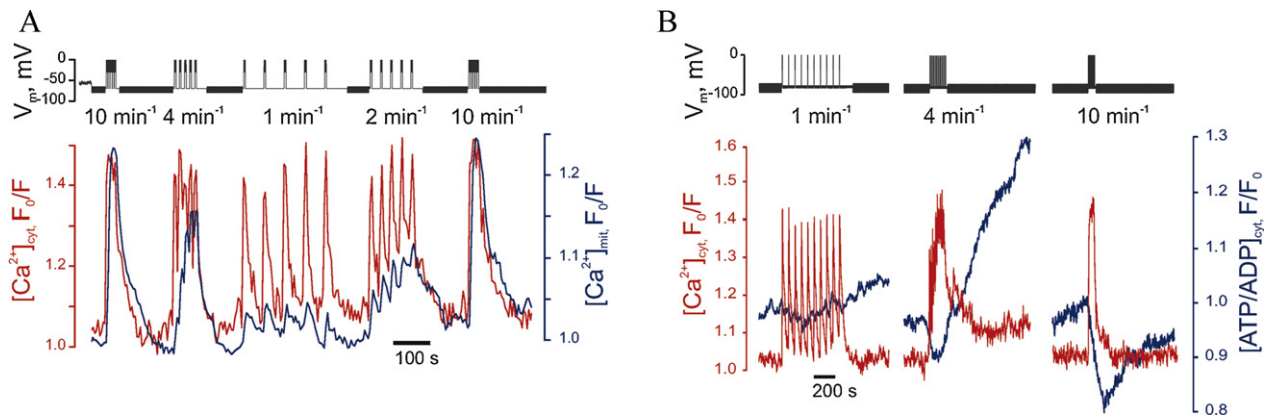 A
B
Vm, mV
0
-50
-100
10 min⁻¹ 4 min⁻¹ 1 min⁻¹ 2 min⁻¹ 10 min⁻¹
[Ca²⁺]cyt, F₀/F
1.4
1.2
1.0
[Ca²⁺]mit, F₀/F
1.2
1.1
1.0
100 s
Vm, mV
0
-100
1 min⁻¹ 4 min⁻¹ 10 min⁻¹
[Ca²⁺]cyt, F₀/F
1.6
1.5
1.4
1.3
1.2
1.1
1.0
[ATP/ADP]cyt, F/F₀
1.3
1.2
1.1
1.0
0.9
0.8
200 s